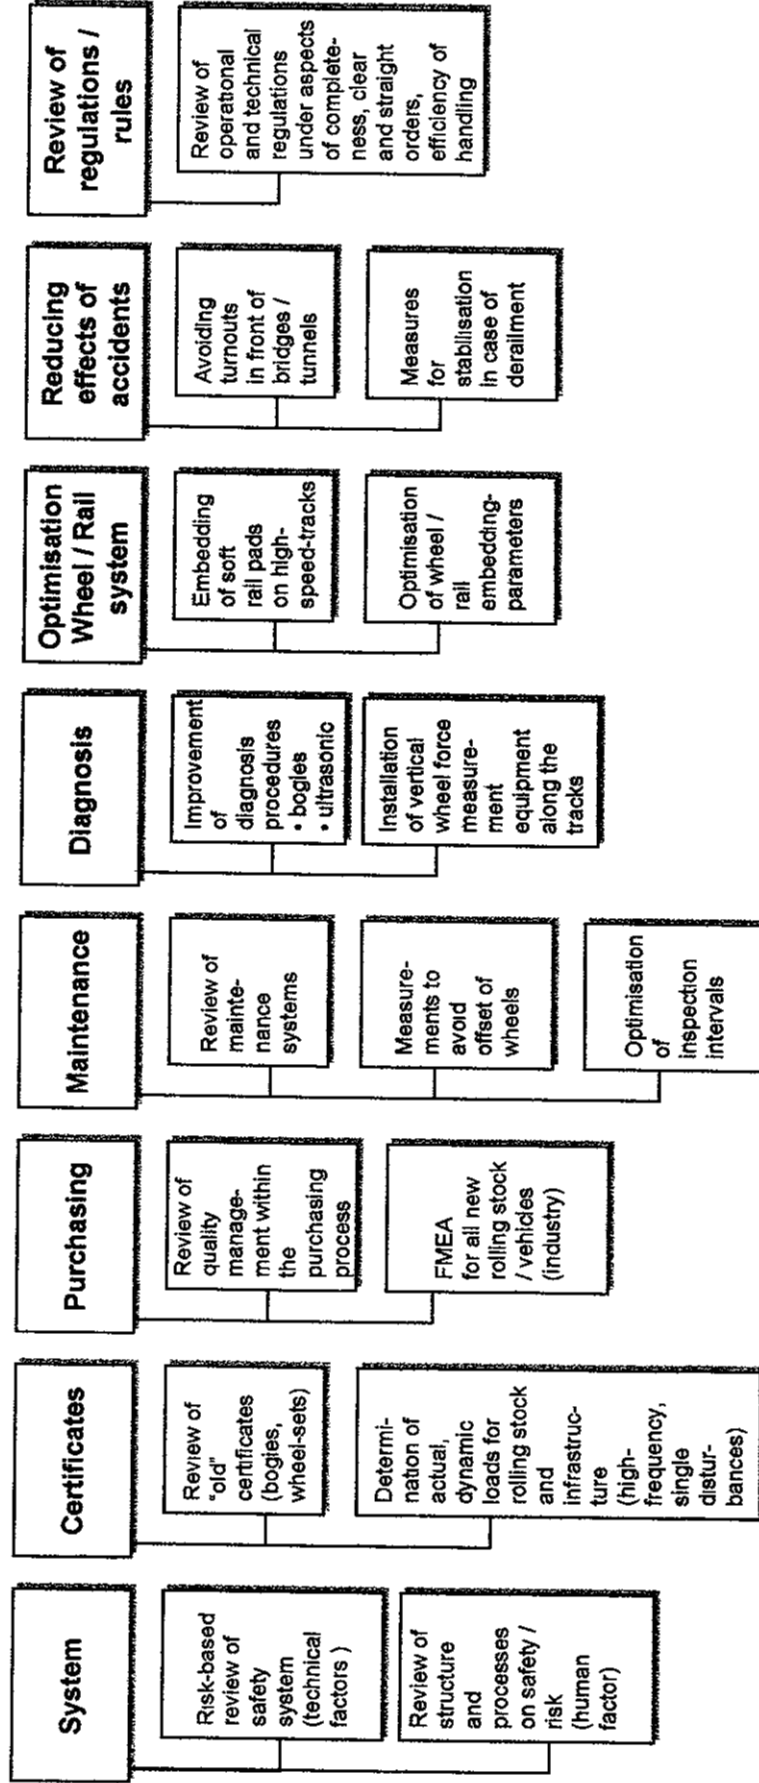 System
Risk-based
review of
safety
system
(technical
factors )
Review of
structure
and
processes
on safety /
risk
(human
factor)
Certificates
Review of
"old"
certificates
(bogies,
wheel-sets)
Determi-
nation of
actual,
dynamic
loads for
rolling stock
and
infrastruc-
ture
(high-
frequency,
single
distur-
bances)
Purchasing
Review of
quality
manage-
ment within
the
purchasing
process
FMEA
for all new
rolling stock
/ vehicles
(industry)
Maintenance
Review of
mainte-
nance
systems
Measure-
ments to
avoid
offset of
wheels
Optimisation
of
inspection
intervals
Diagnosis
Improvement
of
diagnosis
procedures
• bogies
• ultrasonic
Installation
of vertical
wheel force
measure-
ment
equipment
along the
tracks
Optimisation
Wheel / Rail
system
Embedding
of soft
rail pads
on high-
speed-tracks
Optimisation
of wheel /
rail
embedding-
parameters
Reducing
effects of
accidents
Avoiding
turnouts
in front of
bridges /
tunnels
Measures
for
stabilisation
in case of
derailment
Review of
regulations /
rules
Review of
operational
and technical
regulations
under aspects
of complete-
ness, clear
and straight
orders,
efficiency of
handling